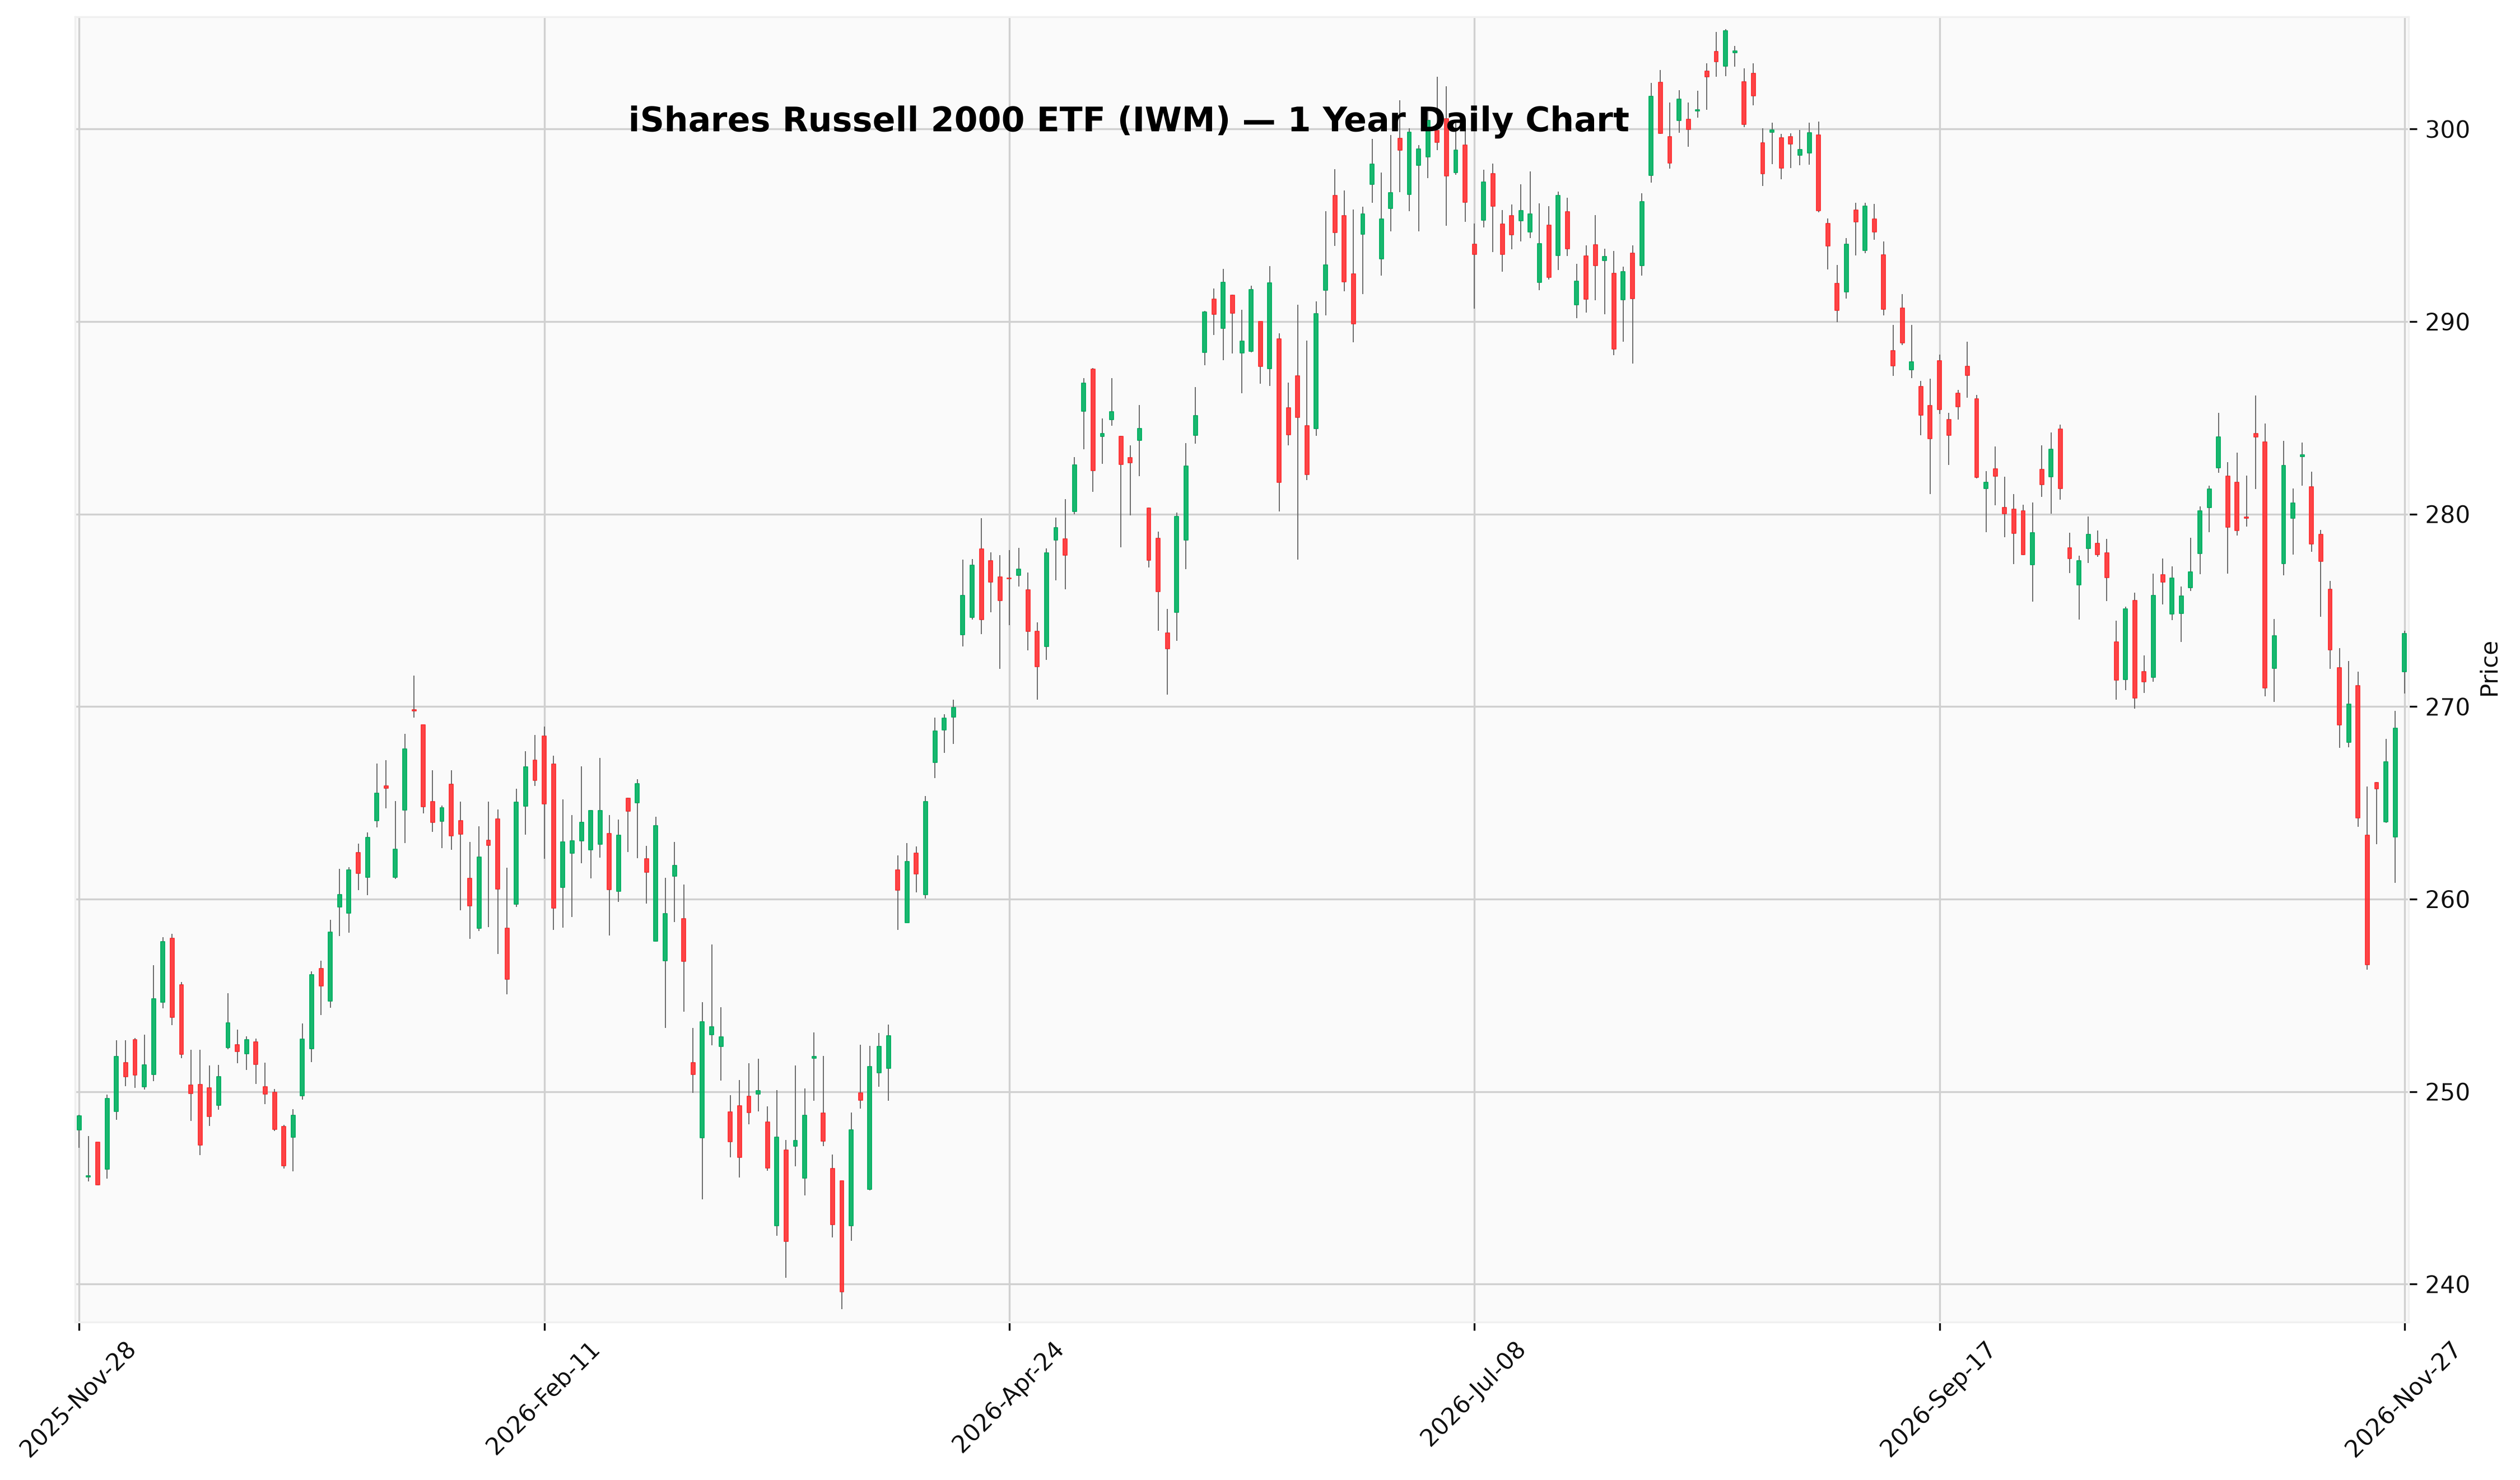 iShares Russell 2000 ETF (IWM) — 1 Year Daily Chart
300
290
280
270
260
250
240
Price
2025-Nov-28
2026-Feb-11
2026-Apr-24
2026-Jul-08
2026-Sep-17
2026-Nov-27